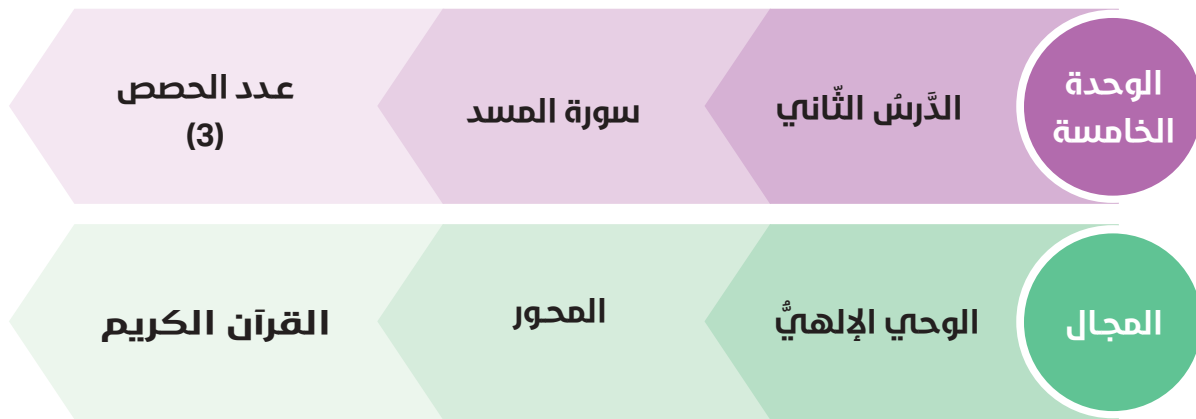 الوحدة
الخامسة
الدَّرسُ الثّاني
سورة المسد
عدد الحصص
(3)
المجال
الوحي الإلهيُّ
المحور
القرآن الكريم